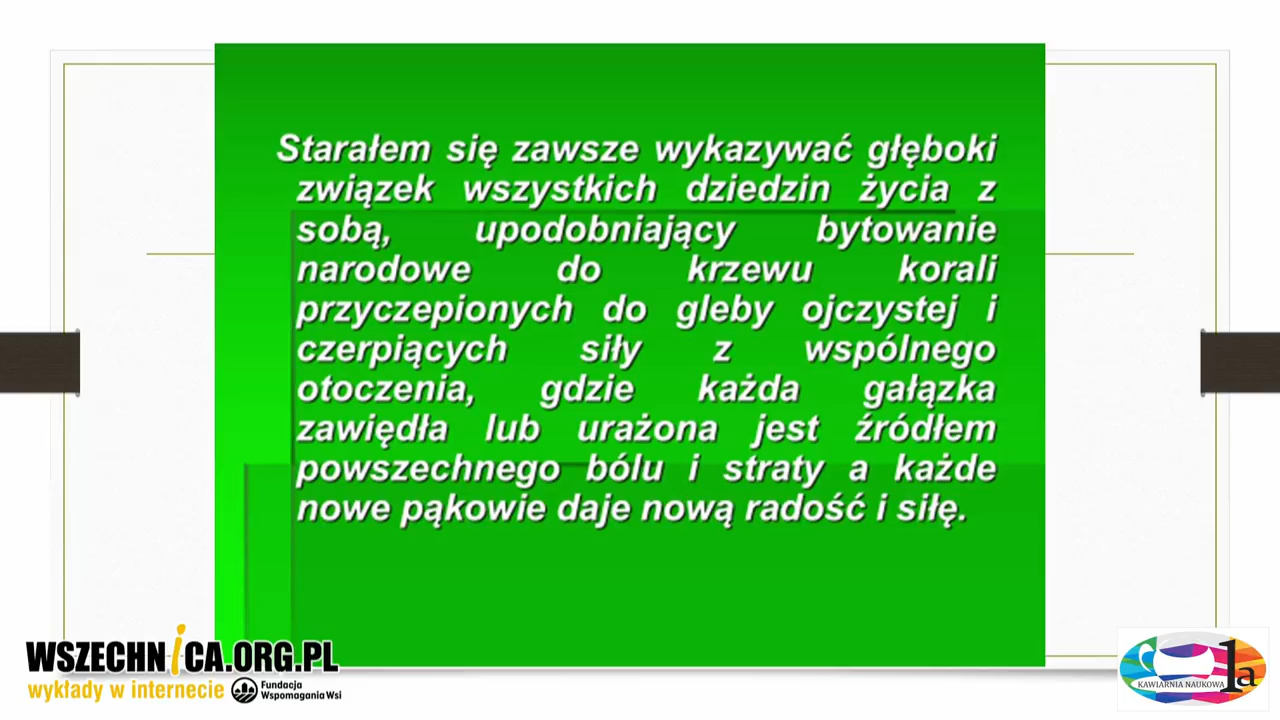 Starałem się zawsze wykazywać głęboki
związek wszystkich dziedzin życia z
sobą, upodobniający bytowanie
narodowe do krzewu korali
przyczepionych do gleby ojczystej i
czerpiących siły z wspólnego
otoczenia, gdzie każda gałązka
zawiędła lub urażona jest źródłem
powszechnego bólu i straty a każde
nowe pąkowie daje nową radość i siłę.
WSZECHNiCA.ORG.PL
wykłady w internecie
Fundacja
Wspomagania Wsi
KAWIARNIA NAUKOWA
1a